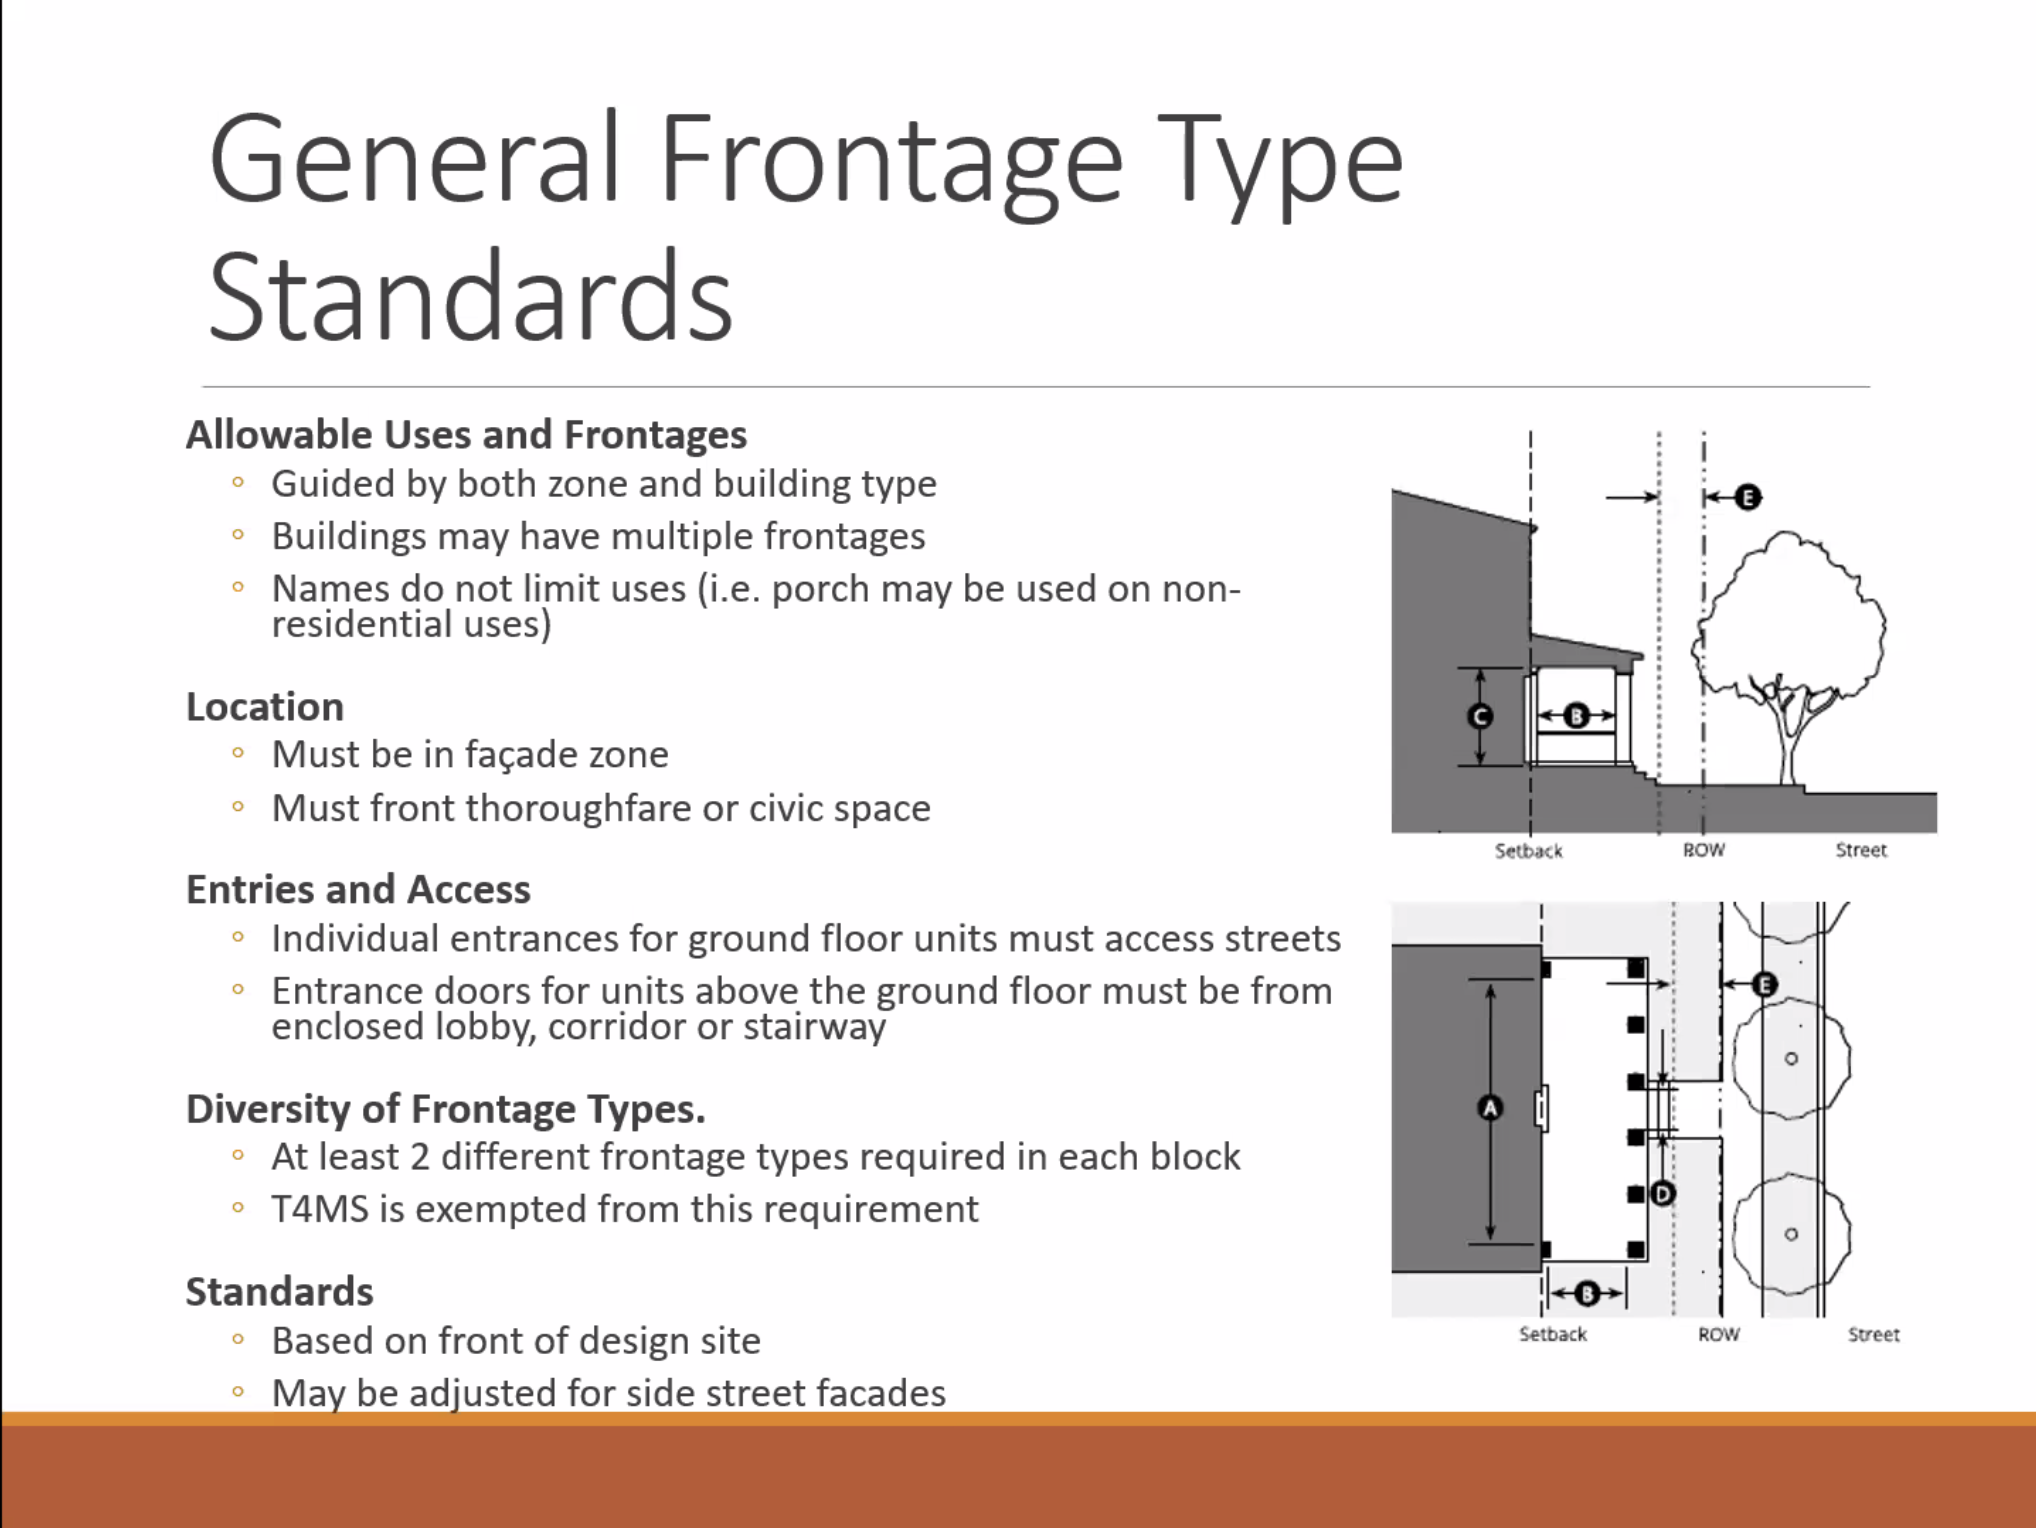 General Frontage Type
Standards
Allowable Uses and Frontages
◦ Guided by both zone and building type
◦ Buildings may have multiple frontages
◦ Names do not limit uses (i.e. porch may be used on non-
residential uses)
Location
◦ Must be in façade zone
◦ Must front thoroughfare or civic space
Entries and Access
◦ Individual entrances for ground floor units must access streets
◦ Entrance doors for units above the ground floor must be from
enclosed lobby, corridor or stairway
Diversity of Frontage Types.
◦ At least 2 different frontage types required in each block
◦ T4MS is exempted from this requirement
Standards
◦ Based on front of design site
◦ May be adjusted for side street facades
E
C B
Setback ROW Street
E
A
D
B
Setback ROW Street